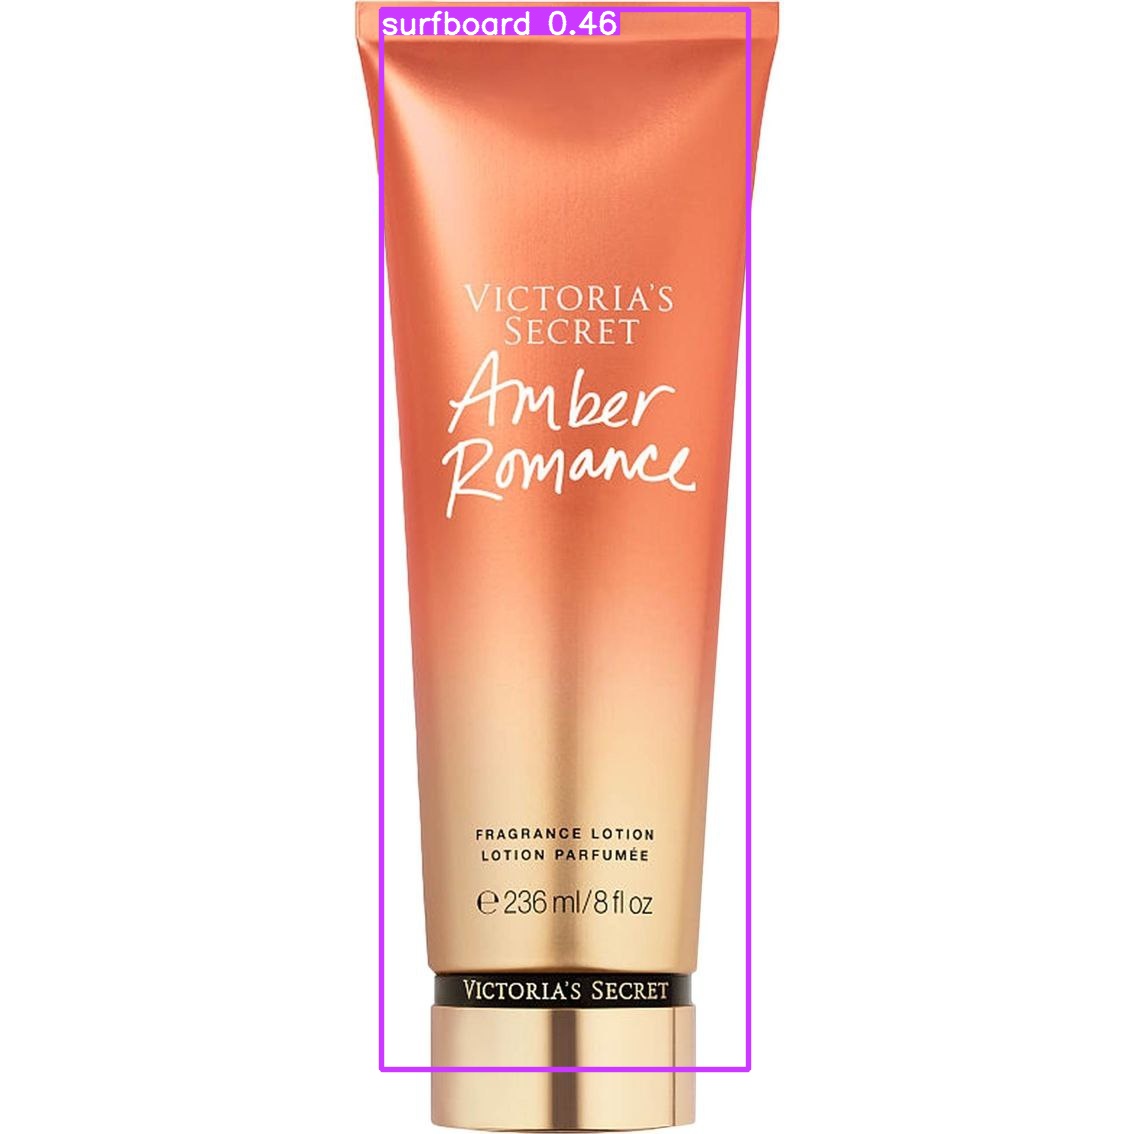 surfboard 0.46
VICTORIA'S
SECRET
Amber
Romance
FRAGRANCE LOTION
LOTION PARFUMÉE
℮ 236 ml/8 fl oz
VICTORIA'S SECRET